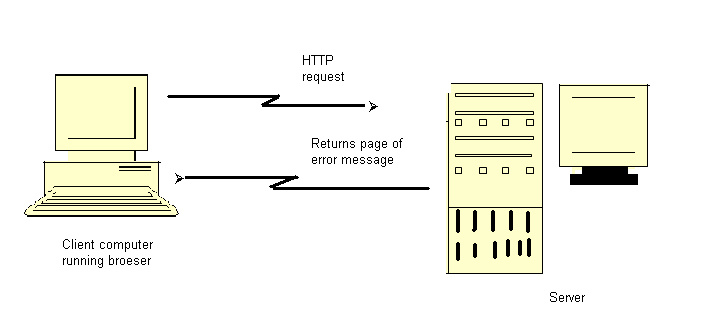 HTTP
request
Returns page of
error message
Client computer
running broeser
Server